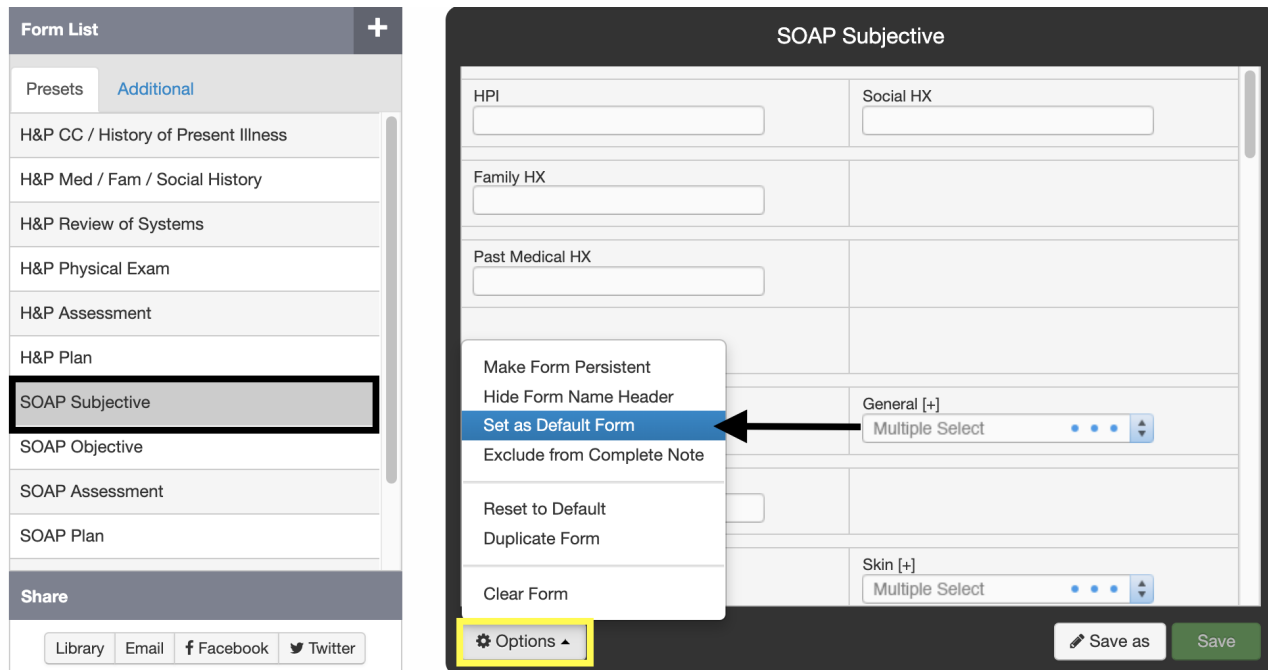 Form List
+
Presets
Additional
H&P CC / History of Present Illness
H&P Med / Fam / Social History
H&P Review of Systems
H&P Physical Exam
H&P Assessment
H&P Plan
SOAP Subjective
SOAP Objective
SOAP Assessment
SOAP Plan
Share
Library
Email
Facebook
Twitter
SOAP Subjective
HPI
Social HX
Family HX
Past Medical HX
General [+]
Multiple Select
Skin [+]
Multiple Select
Make Form Persistent
Hide Form Name Header
Set as Default Form
Exclude from Complete Note
Reset to Default
Duplicate Form
Clear Form
Options
Save as
Save